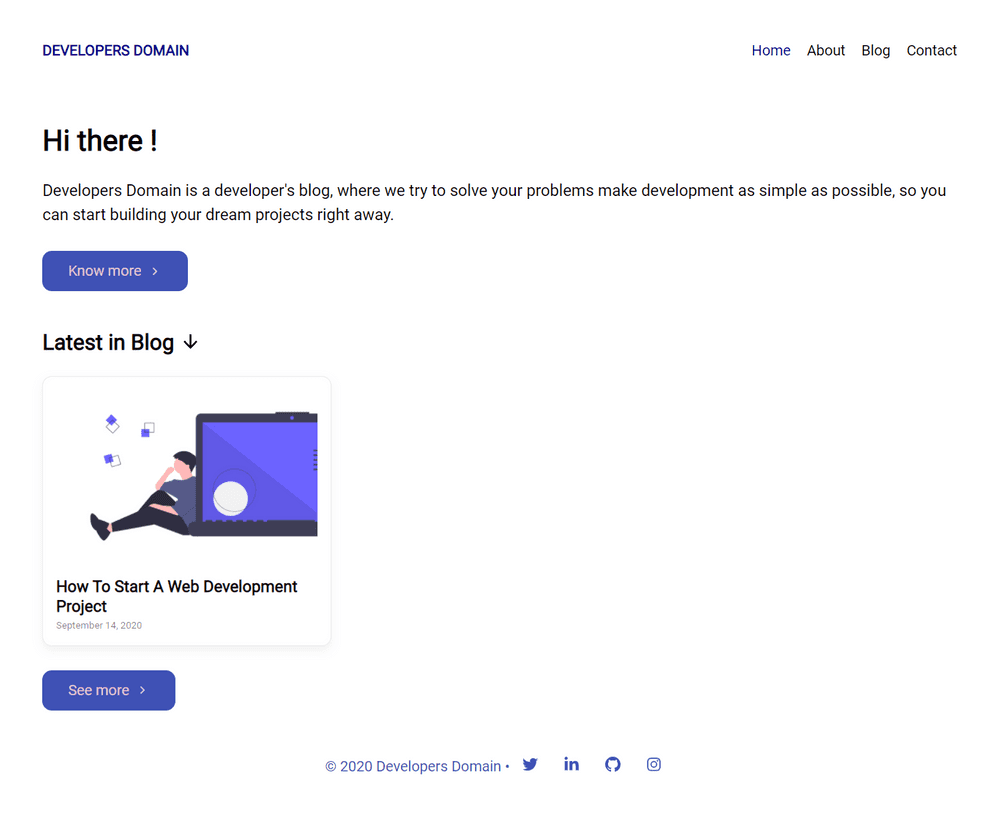 DEVELOPERS DOMAIN
Home About Blog Contact
Hi there !
Developers Domain is a developer's blog, where we try to solve your problems make development as simple as possible, so you
can start building your dream projects right away.
Know more
Latest in Blog
How To Start A Web Development
Project
September 14, 2020
See more
© 2020 Developers Domain •